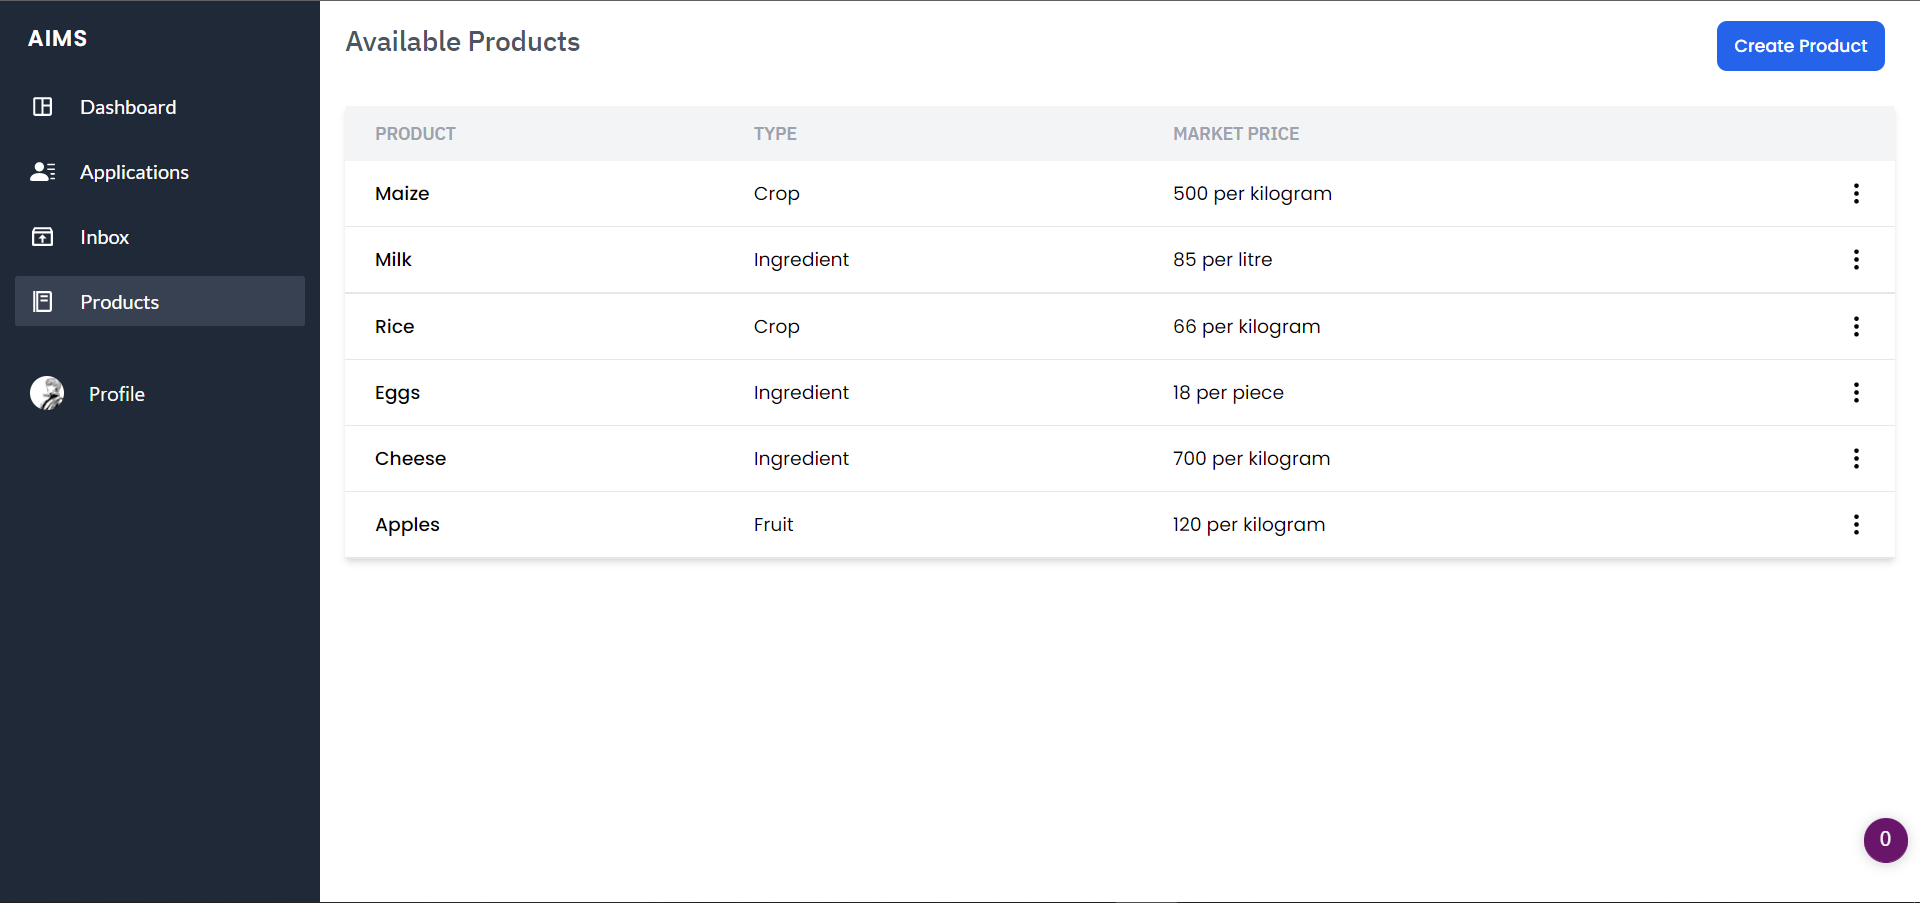 AIMS
Dashboard
Applications
Inbox
Products
Profile
Available Products
Create Product
PRODUCT TYPE MARKET PRICE
Maize Crop 500 per kilogram
Milk Ingredient 85 per litre
Rice Crop 66 per kilogram
Eggs Ingredient 18 per piece
Cheese Ingredient 700 per kilogram
Apples Fruit 120 per kilogram
0